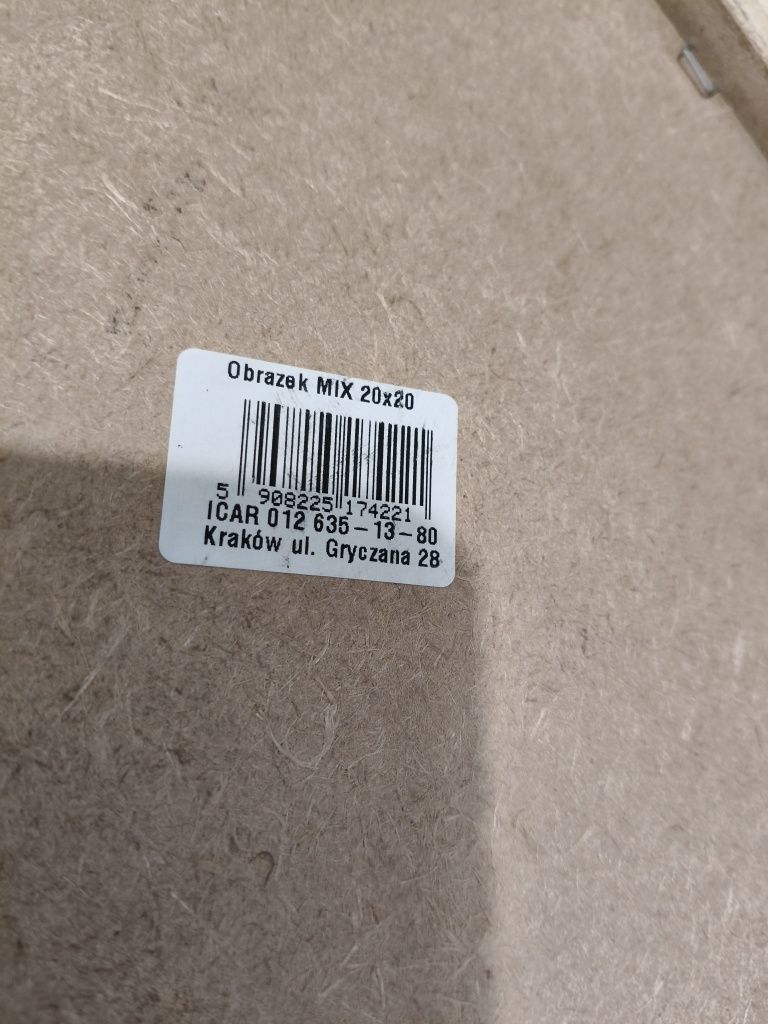 Obrazek MIX 20x20
5 908225 174221
ICAR 012 635-13-80
Kraków ul. Gryczana 28